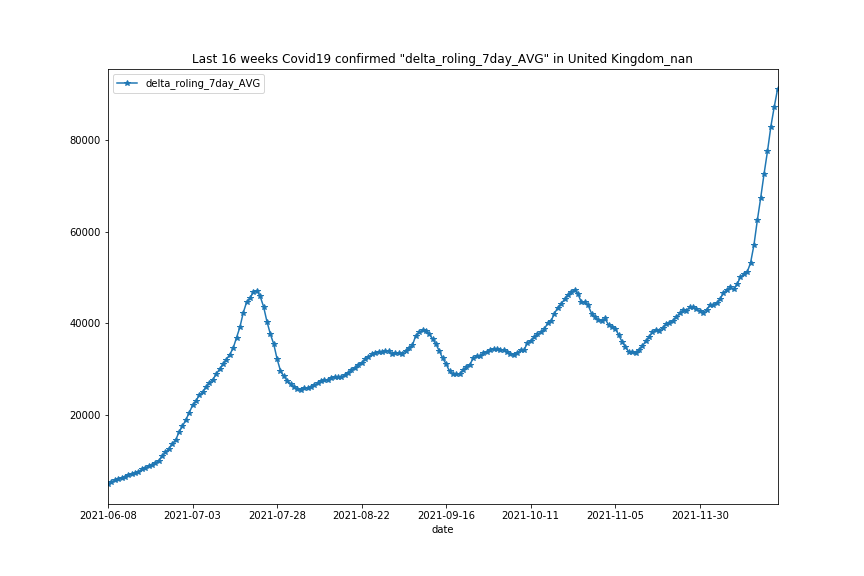 Last 16 weeks Covid19 confirmed "delta_roling_7day_AVG" in United Kingdom_nan
delta_roling_7day_AVG
80000
60000
40000
20000
2021-06-08 2021-07-03 2021-07-28 2021-08-22 2021-09-16 2021-10-11 2021-11-05 2021-11-30
date